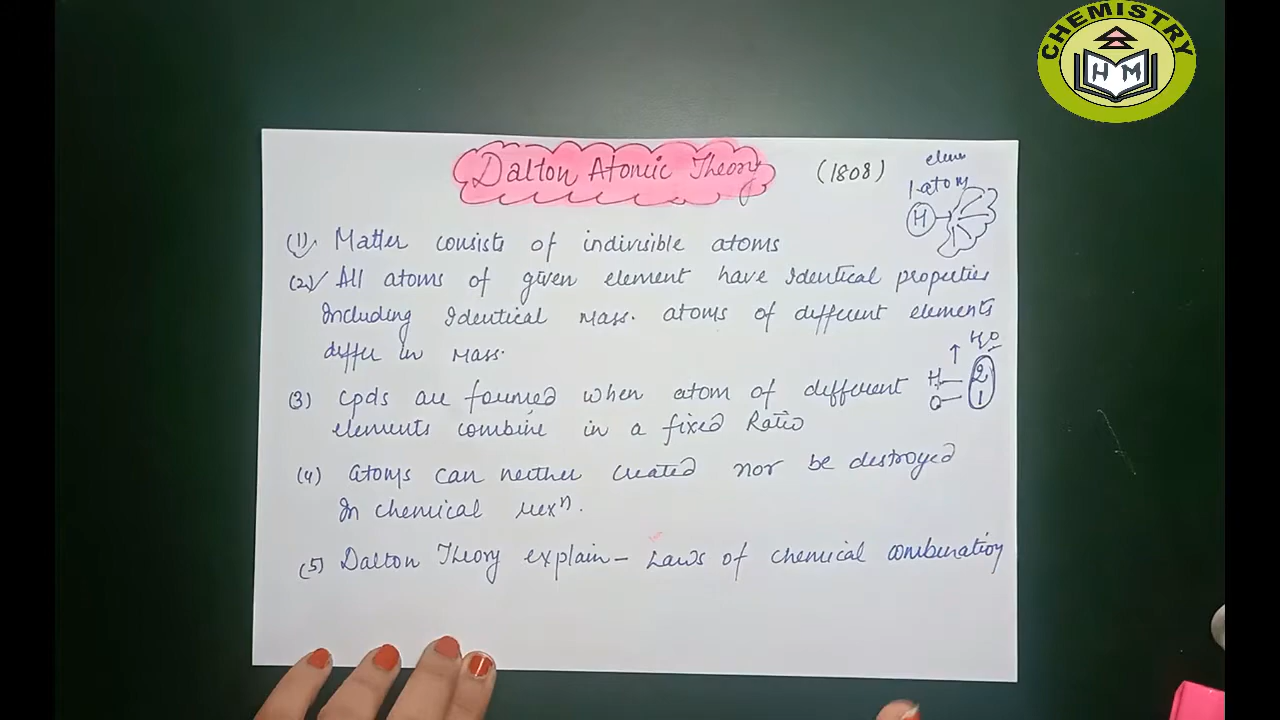 CHEMISTRY
H M
Dalton Atomic Theory (1808)
elem
1-atom
H
(1) Matter consists of indivisible atoms
(2) All atoms of given element have Identical properties
Including Identical Mass. atoms of different elements
differ in Mass.
H2O
H 2
O 1
(3) cpds are formed when atom of different
elements combine in a fixed Ratio
(4) atoms can neither created nor be destroyed
In chemical rexn.
(5) Dalton Theory explain – Laws of chemical combination